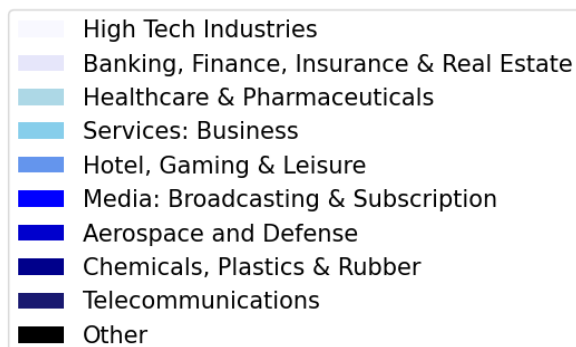 High Tech Industries
Banking, Finance, Insurance & Real Estate
Healthcare & Pharmaceuticals
Services: Business
Hotel, Gaming & Leisure
Media: Broadcasting & Subscription
Aerospace and Defense
Chemicals, Plastics & Rubber
Telecommunications
Other